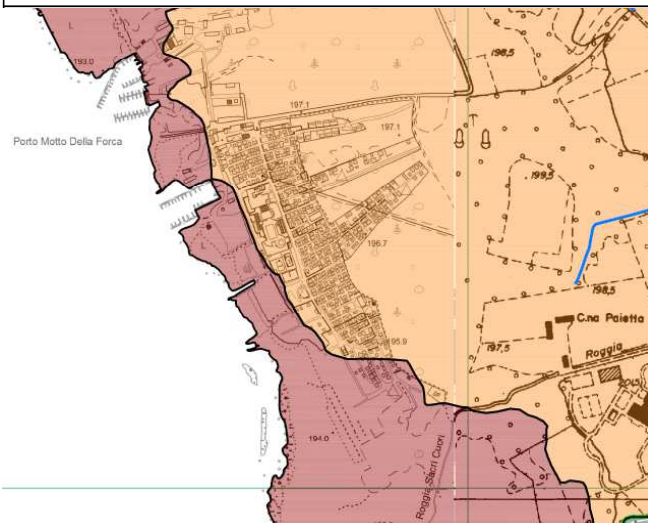 L
193.0
198,5
197.1
197.1
Porto Motto Della Forca
T
199,5
L
196.7
198,5
C.na Paietta
197,5
195.9
Roggia
194.0
Roggia Sacri Cuori